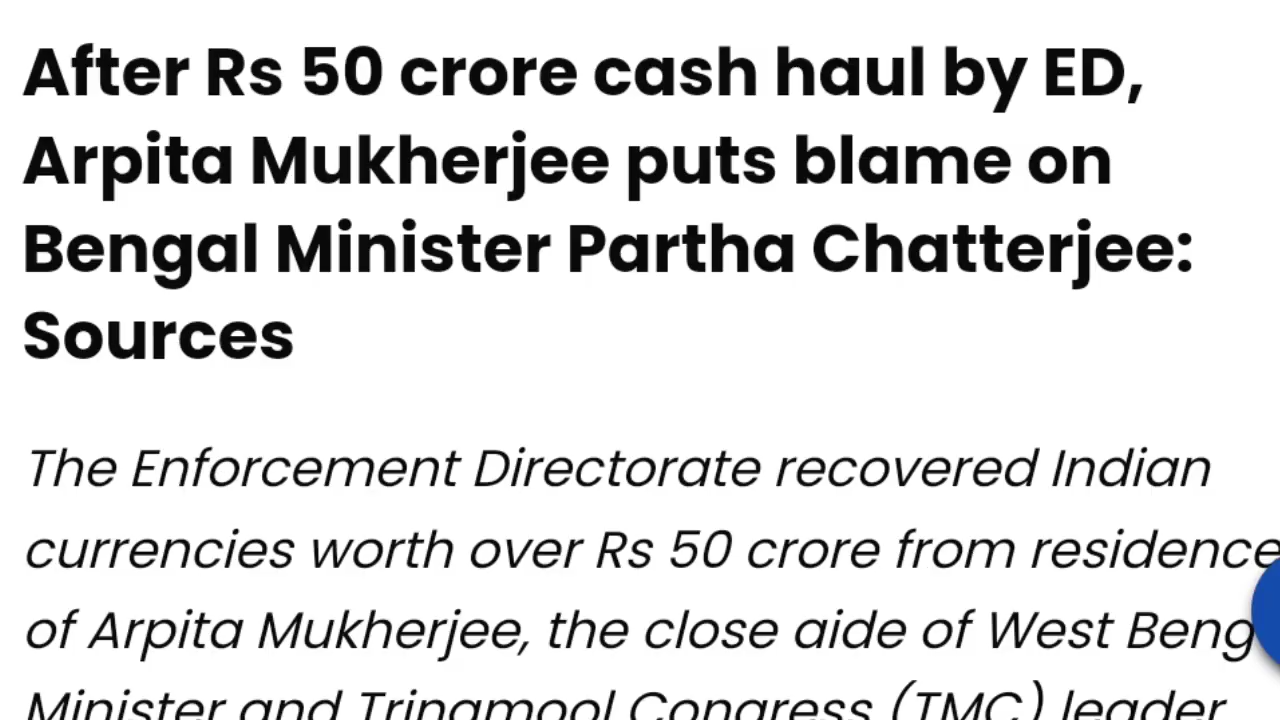 After Rs 50 crore cash haul by ED,
Arpita Mukherjee puts blame on
Bengal Minister Partha Chatterjee:
Sources
The Enforcement Directorate recovered Indian
currencies worth over Rs 50 crore from residence
of Arpita Mukherjee, the close aide of West Beng
Minister and Trinamool Congress (TMC) leader